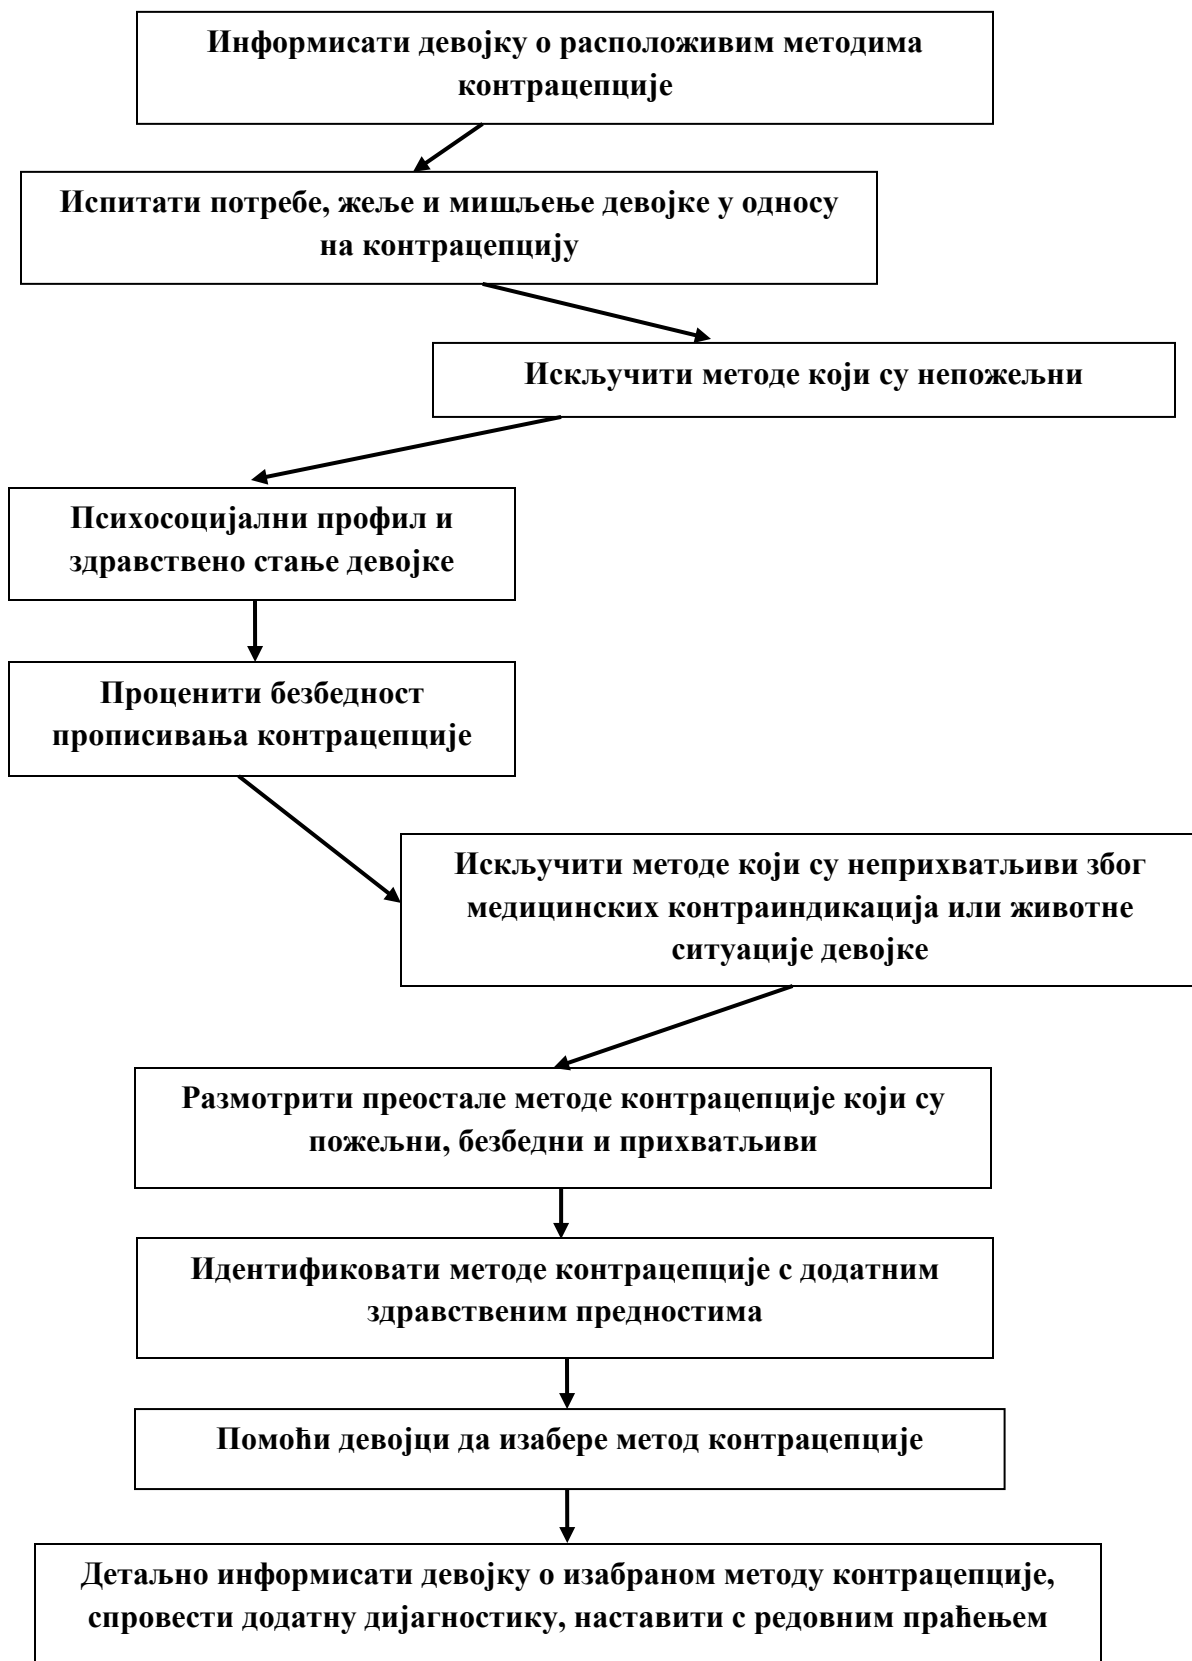 Информисати девојку о расположивим методима
контрацепције
Испитати потребе, жеље и мишљење девојке у односу
на контрацепцију
Искључити методе који су непожељни
Психосоцијални профил и
здравствено стање девојке
Проценити безбедност
прописивања контрацепције
Искључити методе који су неприхватљиви због
медицинских контраиндикација или животне
ситуације девојке
Размотрити преостале методе контрацепције који су
пожељни, безбедни и прихватљиви
Идентификовати методе контрацепције с додатним
здравственим предностима
Помоћи девојци да изабере метод контрацепције
Детаљно информисати девојку о изабраном методу контрацепције,
спровести додатну дијагностику, наставити с редовним праћењем